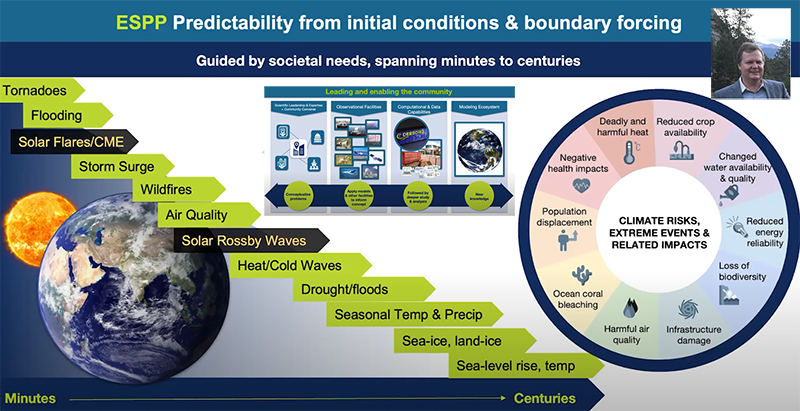 ESPP Predictability from initial conditions & boundary forcing
Guided by societal needs, spanning minutes to centuries
Tornadoes
Flooding
Solar Flares/CME
Storm Surge
Wildfires
Air Quality
Solar Rossby Waves
Heat/Cold Waves
Drought/floods
Seasonal Temp & Precip
Sea-ice, land-ice
Sea-level rise, temp
Minutes
Centuries
Leading and enabling the community
Scientific Leadership & Expertise
+ Community Convener
Observational Facilities
Computational & Data
Capabilities
Modeling Ecosystem
Conceptualize
problems
Apply models
& other facilities
to inform
concept
Followed by
deeper study
& analysis
New
knowledge
CLIMATE RISKS,
EXTREME EVENTS &
RELATED IMPACTS
Deadly and
harmful heat
Reduced crop
availability
Changed
water availability
& quality
Reduced
energy
reliability
Loss of
biodiversity
Infrastructure
damage
Harmful air
quality
Ocean coral
bleaching
Population
displacement
Negative
health impacts